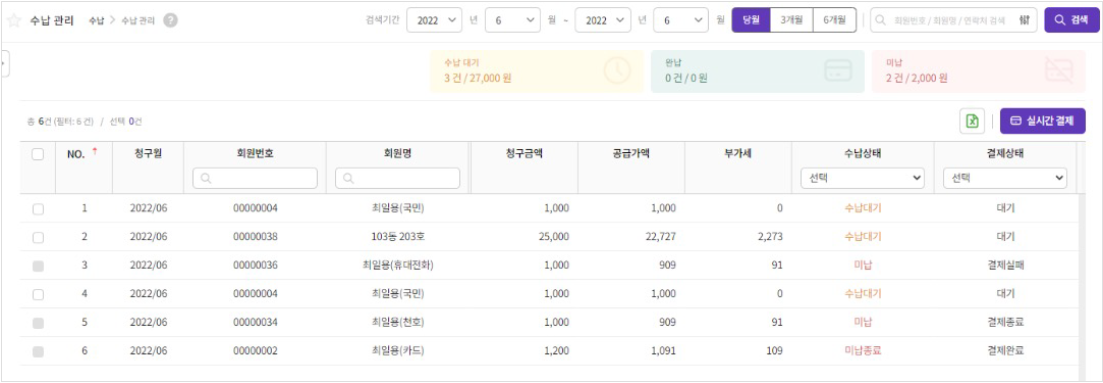 수납 관리 수납 > 수납 관리 ? 검색기간 2022 년 6 월 ~ 2022 년 6 월 당월 3개월 6개월 회원번호 / 회원명 / 연락처 검색 검색
수납 대기 완납 미납
3 건 / 27,000 원 0 건 / 0 원 2 건 / 2,000 원
총 6건 (필터: 6 건) / 선택 0건 실시간 결제
NO. 청구월 회원번호 회원명 청구금액 공급가액 부가세 수납상태 결제상태
선택 선택
1 2022/06 00000004 최일용(국민) 1,000 1,000 0 수납대기 대기
2 2022/06 00000038 103동 203호 25,000 22,727 2,273 수납대기 대기
3 2022/06 00000036 최일용(휴대전화) 1,000 909 91 미납 결제실패
4 2022/06 00000004 최일용(국민) 1,000 1,000 0 수납대기 대기
5 2022/06 00000034 최일용(천호) 1,000 909 91 미납 결제종료
6 2022/06 00000002 최일용(카드) 1,200 1,091 109 미납종료 결제완료